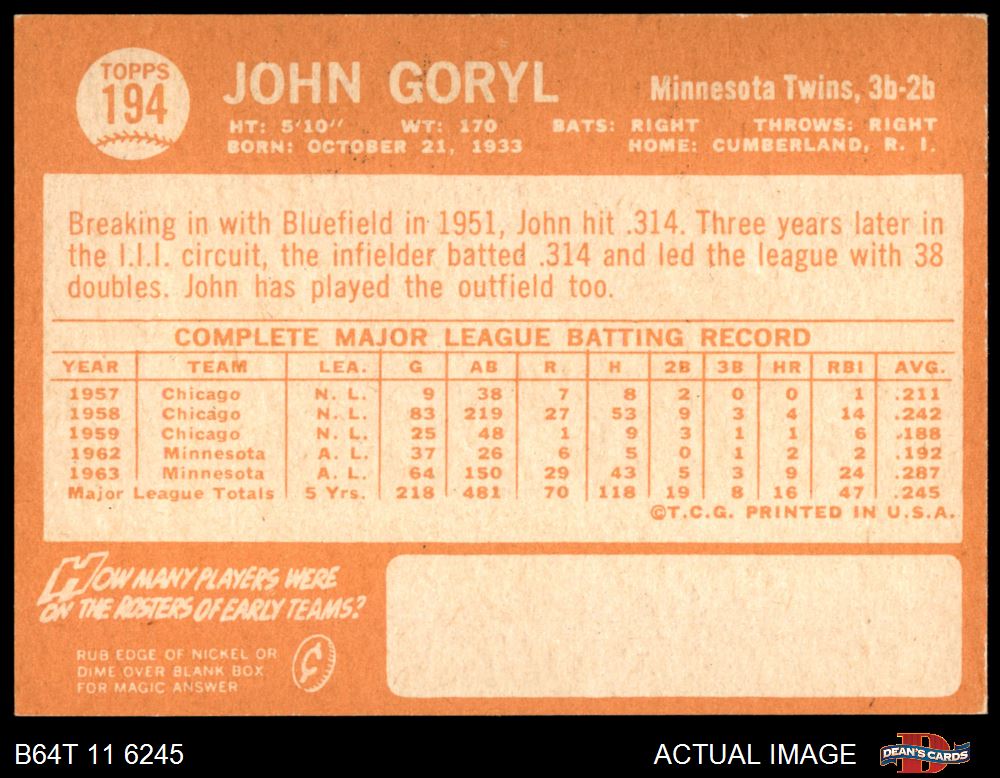 TOPPS
194
JOHN GORYL
Minnesota Twins, 3b-2b
HT: 5'10" WT: 170 BATS: RIGHT THROWS: RIGHT
BORN: OCTOBER 21, 1933 HOME: CUMBERLAND, R. I.
Breaking in with Bluefield in 1951, John hit .314. Three years later in
the I.I.I. circuit, the infielder batted .314 and led the league with 38
doubles. John has played the outfield too.
COMPLETE MAJOR LEAGUE BATTING RECORD
YEAR TEAM LEA. G AB R H 2B 3B HR RBI AVG.
1957 Chicago N. L. 9 38 7 8 2 0 0 1 .211
1958 Chicago N. L. 83 219 27 53 9 3 4 14 .242
1959 Chicago N. L. 25 48 1 9 3 1 1 6 .188
1962 Minnesota A. L. 37 26 6 5 0 1 2 2 .192
1963 Minnesota A. L. 64 150 29 43 5 3 9 24 .287
Major League Totals 5 Yrs. 218 481 70 118 19 8 16 47 .245
©T.C.G. PRINTED IN U.S.A.
HOW MANY PLAYERS WERE
ON THE ROSTERS OF EARLY TEAMS?
RUB EDGE OF NICKEL OR
DIME OVER BLANK BOX
FOR MAGIC ANSWER
¢
B64T 11 6245
ACTUAL IMAGE
D
DEAN'S CARDS